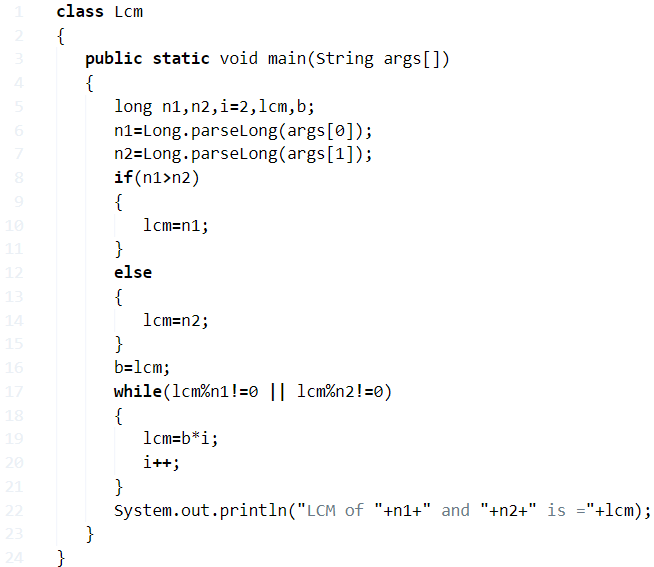 1 class Lcm
2 {
3 public static void main(String args[])
4 {
5 long n1,n2,i=2,lcm,b;
6 n1=Long.parseLong(args[0]);
7 n2=Long.parseLong(args[1]);
8 if(n1>n2)
9 {
10 lcm=n1;
11 }
12 else
13 {
14 lcm=n2;
15 }
16 b=lcm;
17 while(lcm%n1!=0 || lcm%n2!=0)
18 {
19 lcm=b*i;
20 i++;
21 }
22 System.out.println("LCM of "+n1+" and "+n2+" is ="+lcm);
23 }
24 }